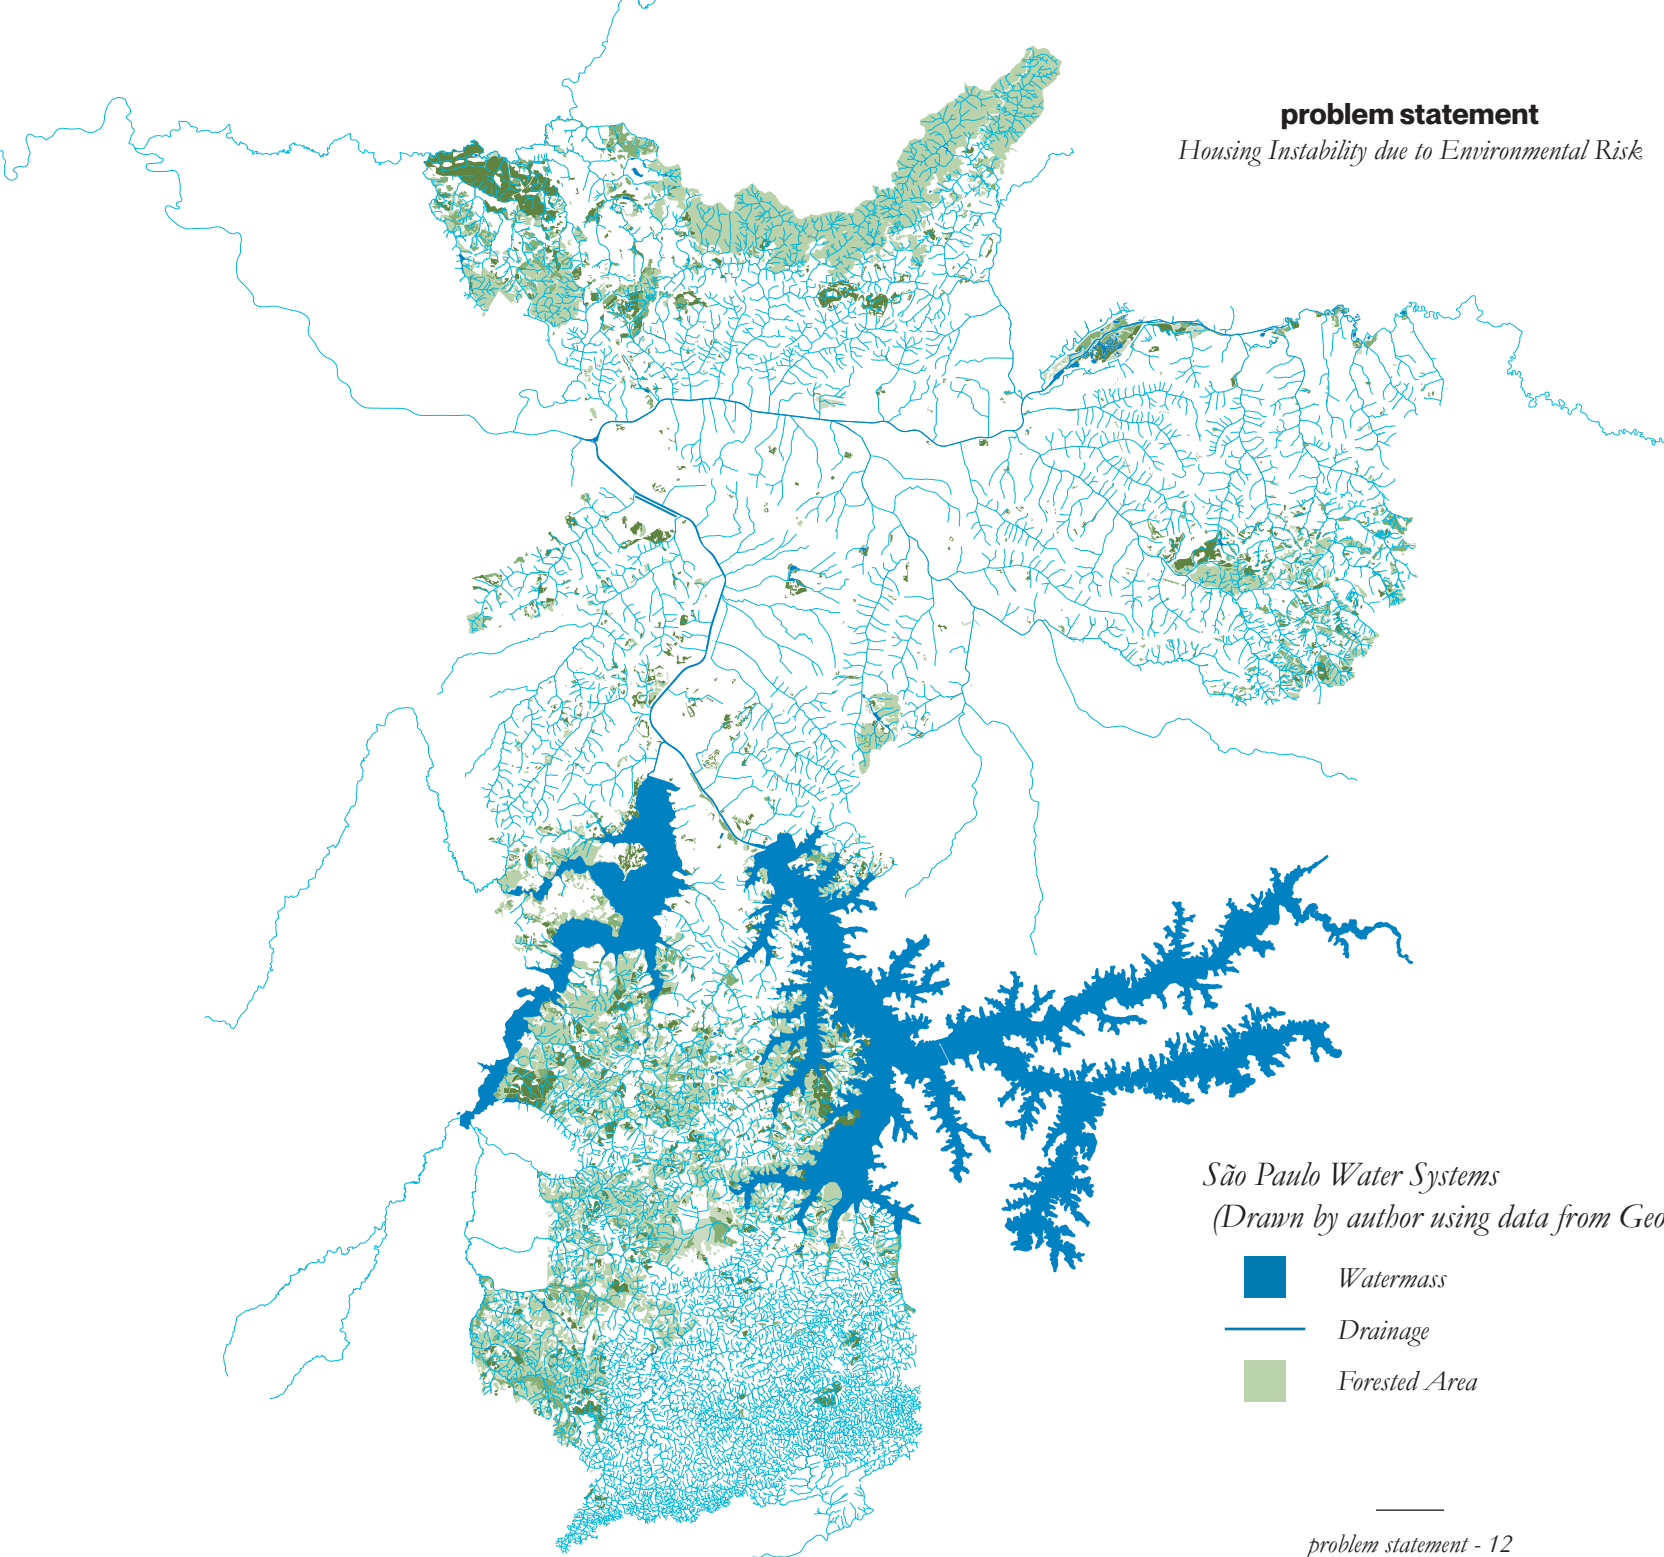 problem statement
Housing Instability due to Environmental Risk
São Paulo Water Systems
(Drawn by author using data from Geo
Watermass
Drainage
Forested Area
problem statement - 12